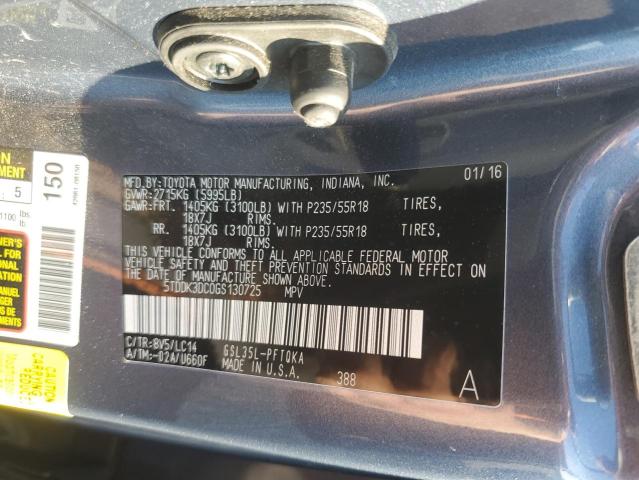 MFD.BY:TOYOTA MOTOR MANUFACTURING, INDIANA, INC. 01/16
GVWR:2715KG (5995LB)
GAWR:FRT. 1405KG (3100LB) WITH P235/55R18 TIRES,
18X7J RIMS.
RR. 1405KG (3100LB) WITH P235/55R18 TIRES,
18X7J RIMS.
THIS VEHICLE CONFORMS TO ALL APPLICABLE FEDERAL MOTOR
VEHICLE SAFETY AND THEFT PREVENTION STANDARDS IN EFFECT ON
THE DATE OF MANUFACTURE SHOWN ABOVE.
5TDDK3DC0GS130725 MPV
C/TR:8V5/LC14 GSL35L-PFTQKA
A/TM:-02A/U660F MADE IN U.S.A.
388 A
150
5
1100 lbs